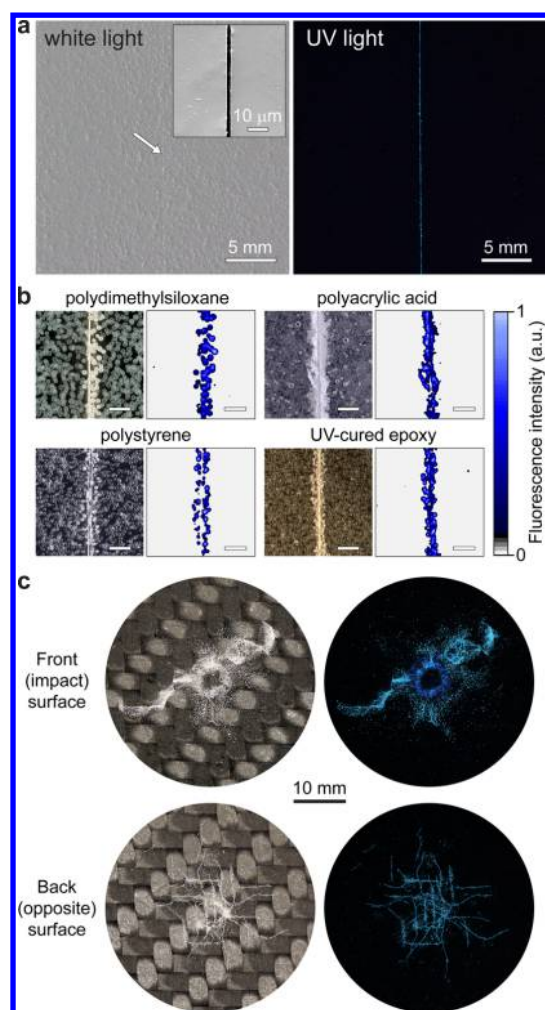 a
white light
10 μm
5 mm
UV light
5 mm
b
polydimethylsiloxane
polyacrylic acid
polystyrene
UV-cured epoxy
1
Fluorescence intensity (a.u.)
0
c
Front
(impact)
surface
10 mm
Back
(opposite)
surface